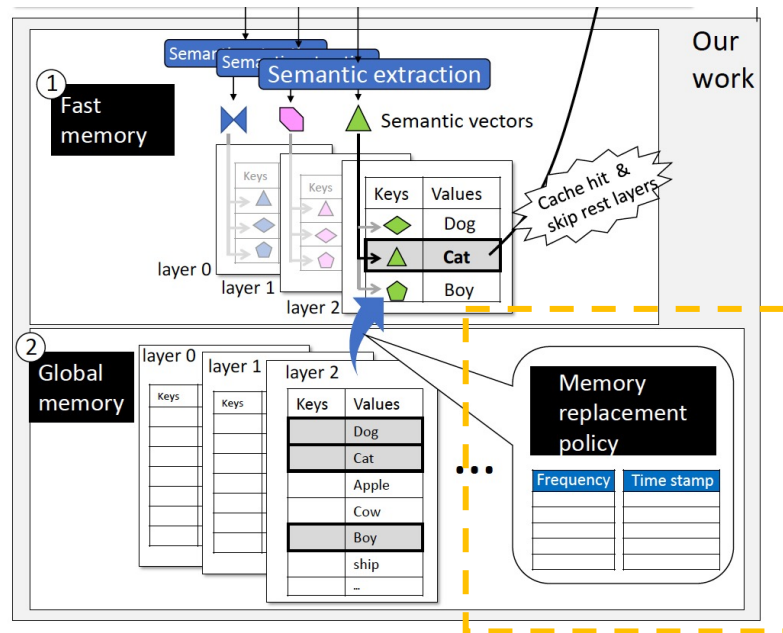 Our
work
Semantic extraction
1
Fast
memory
Semantic vectors
Keys
Keys
Keys Values
Dog
Cat
Boy
Cache hit &
skip rest layers
layer 0
layer 1
layer 2
2
Global
memory
layer 0
layer 1
layer 2
Keys
Keys
Keys Values
Dog
Cat
Apple
Cow
Boy
ship
...
...
Memory
replacement
policy
Frequency Time stamp